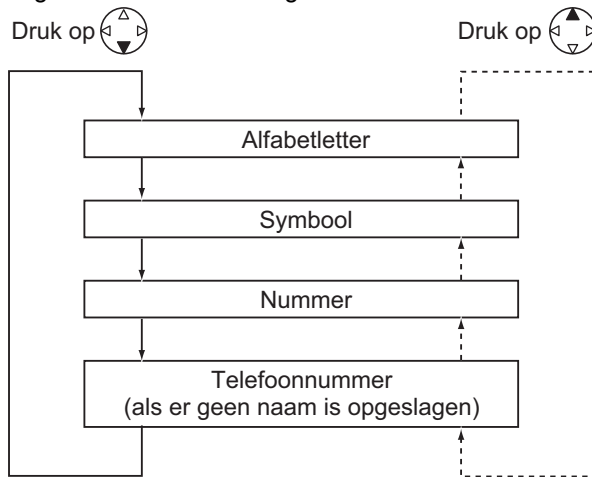 Druk op
Druk op
Alfabetletter
Symbool
Nummer
Telefoonnummer
(als er geen naam is opgeslagen)